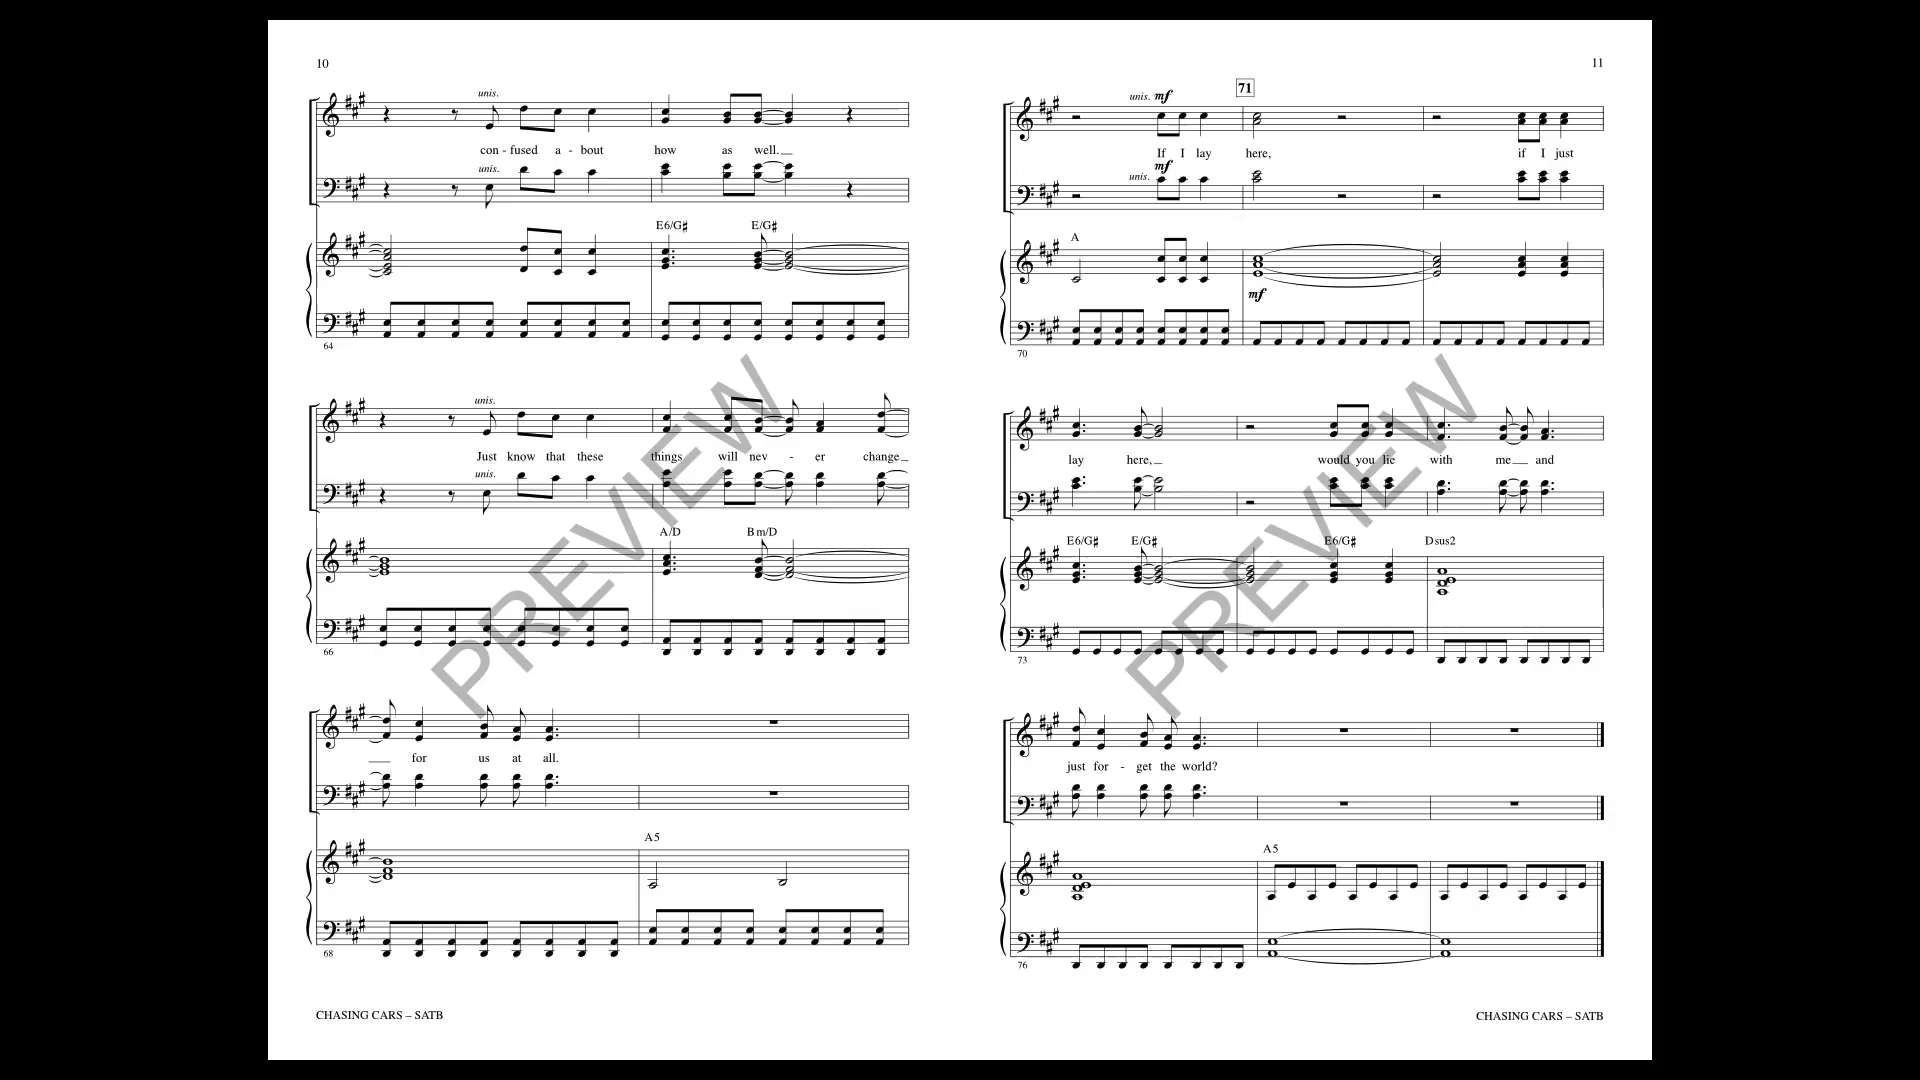 10
unis.
con - fused a - bout how as well.
unis.
E6/G♯ E/G♯
64
unis.
Just know that these things will nev - er change
unis.
A/D Bm/D
66
for us at all.
A5
68
CHASING CARS – SATB
11
71
unis. mf
If I lay here, if I just
unis. mf
A
mf
70
lay here, would you lie with me and
E6/G♯ E/G♯ E6/G♯ Dsus2
73
just for - get the world?
A5
76
CHASING CARS – SATB
PREVIEW
PREVIEW